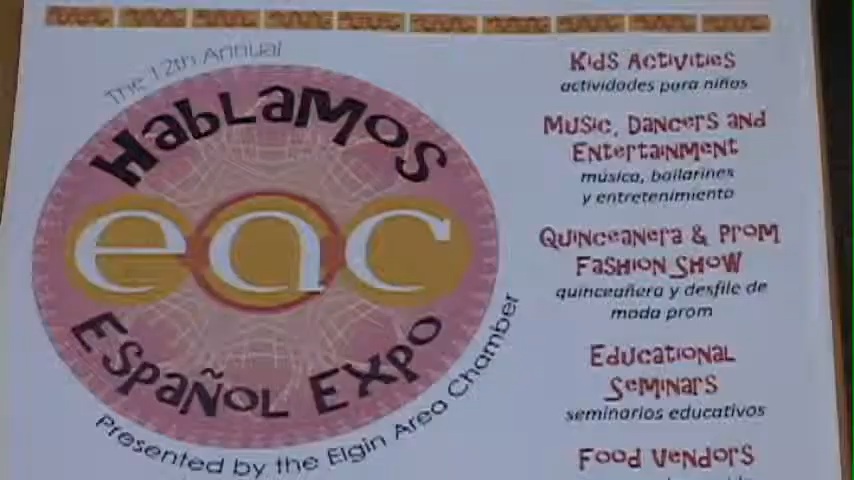 The 12th Annual
HabLAMOS
eac
ESPAÑOL EXPO
Presented by the Elgin Area Chamber
Kids Activities
actividades para niños
Music, Dancers and
Entertainment
música, bailarines
y entretenimiento
Quinceanera & Prom
Fashion Show
quinceañera y desfile de
moda prom
Educational
Seminars
seminarios educativos
Food Vendors